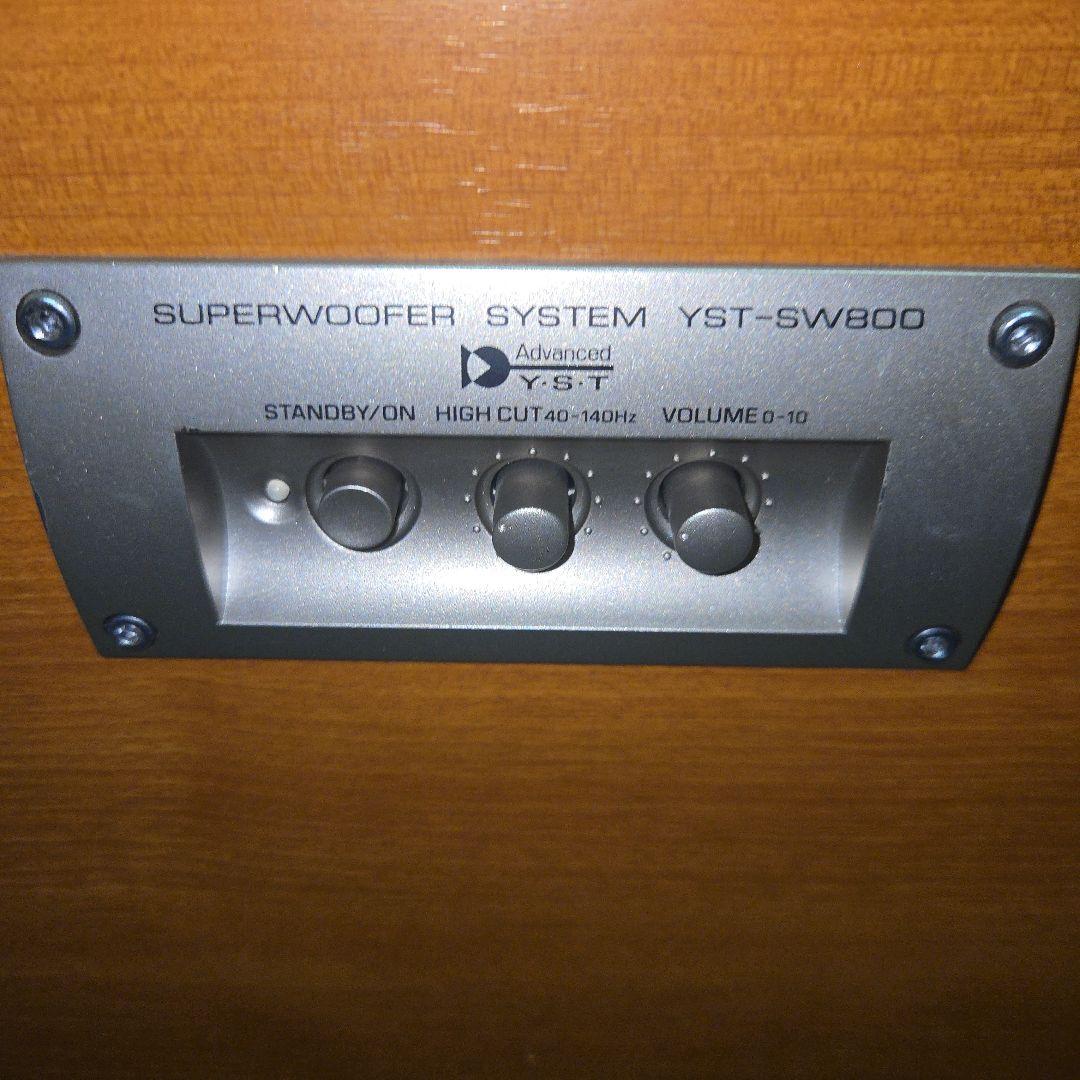 SUPERWOOFER SYSTEM YST-SW800
Advanced
Y·S·T
STANDBY/ON HIGH CUT 40-140Hz VOLUME 0-10